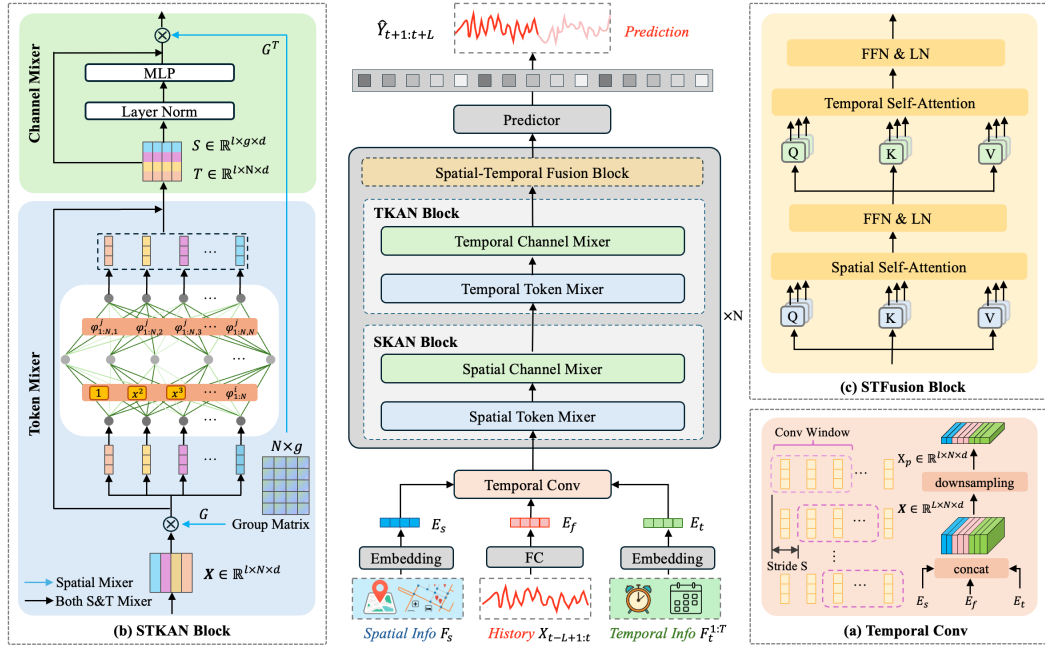 Channel Mixer
G^T
MLP
Layer Norm
S ∈ ℝ^{l×g×d}
T ∈ ℝ^{l×N×d}
Token Mixer
φ^j_{1:N,1} φ^j_{1:N,2} φ^j_{1:N,3} ⋯ φ^j_{1:N,N}
1 x^2 x^3 ⋯ φ^i_{1:N}
N×g
G
Group Matrix
X ∈ ℝ^{l×N×d}
Spatial Mixer
Both S&T Mixer
(b) STKAN Block
Ŷ_{t+1:t+L}
Prediction
Predictor
Spatial-Temporal Fusion Block
TKAN Block
Temporal Channel Mixer
Temporal Token Mixer
×N
SKAN Block
Spatial Channel Mixer
Spatial Token Mixer
Temporal Conv
E_s E_f E_t
Embedding FC Embedding
Spatial Info F_s History X_{t−L+1:t} Temporal Info F_t^{1:T}
FFN & LN
Temporal Self-Attention
Q K V
FFN & LN
Spatial Self-Attention
Q K V
(c) STFusion Block
Conv Window
X_p ∈ ℝ^{l×N×d}
downsampling
X ∈ ℝ^{L×N×d}
Stride S
concat
E_s E_f E_t
(a) Temporal Conv